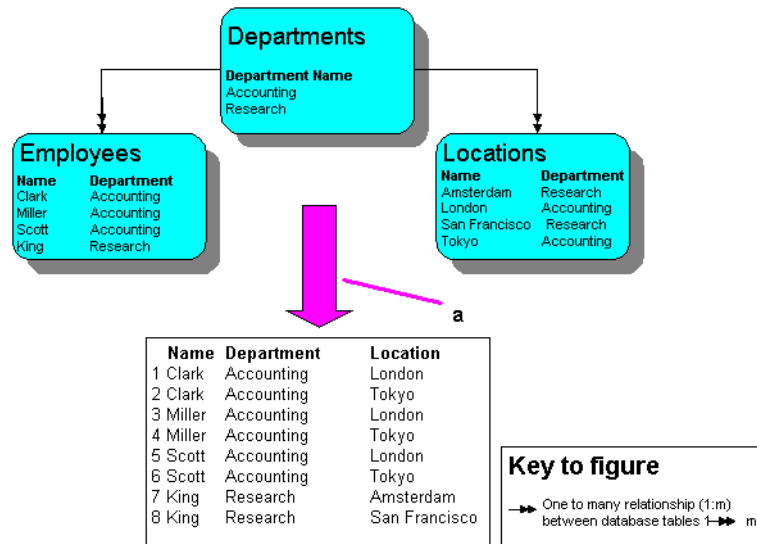 Departments
Department Name
Accounting
Research
Employees
Name Department
Clark Accounting
Miller Accounting
Scott Accounting
King Research
Locations
Name Department
Amsterdam Research
London Accounting
San Francisco Research
Tokyo Accounting
a
Name Department Location
1 Clark Accounting London
2 Clark Accounting Tokyo
3 Miller Accounting London
4 Miller Accounting Tokyo
5 Scott Accounting London
6 Scott Accounting Tokyo
7 King Research Amsterdam
8 King Research San Francisco
Key to figure
One to many relationship (1:m)
between database tables 1 m